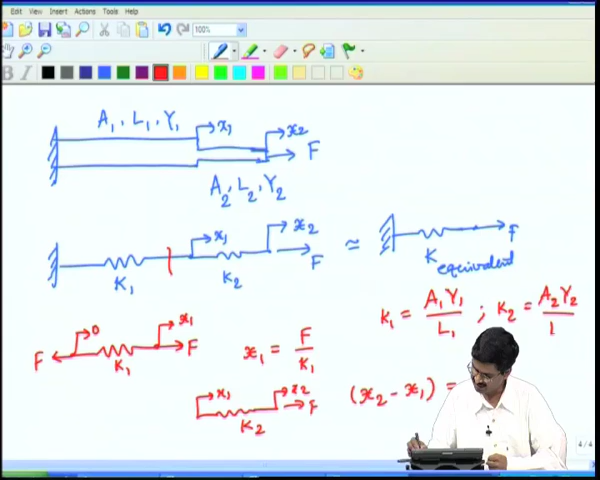 Edit View Insert Actions Tools Help
100%
B I
A₁, L₁, Y₁
x₁
x₂
F
A₂, L₂, Y₂
x₁
x₂
K₁
K₂
F
≃
F
K equivalent
K₁ = A₁Y₁ / L₁ ; K₂ = A₂Y₂ / L
F
0
x₁
F
K₁
x₁ = F / K₁
x₁
x₂
F
K₂
(x₂ - x₁) =
4/4